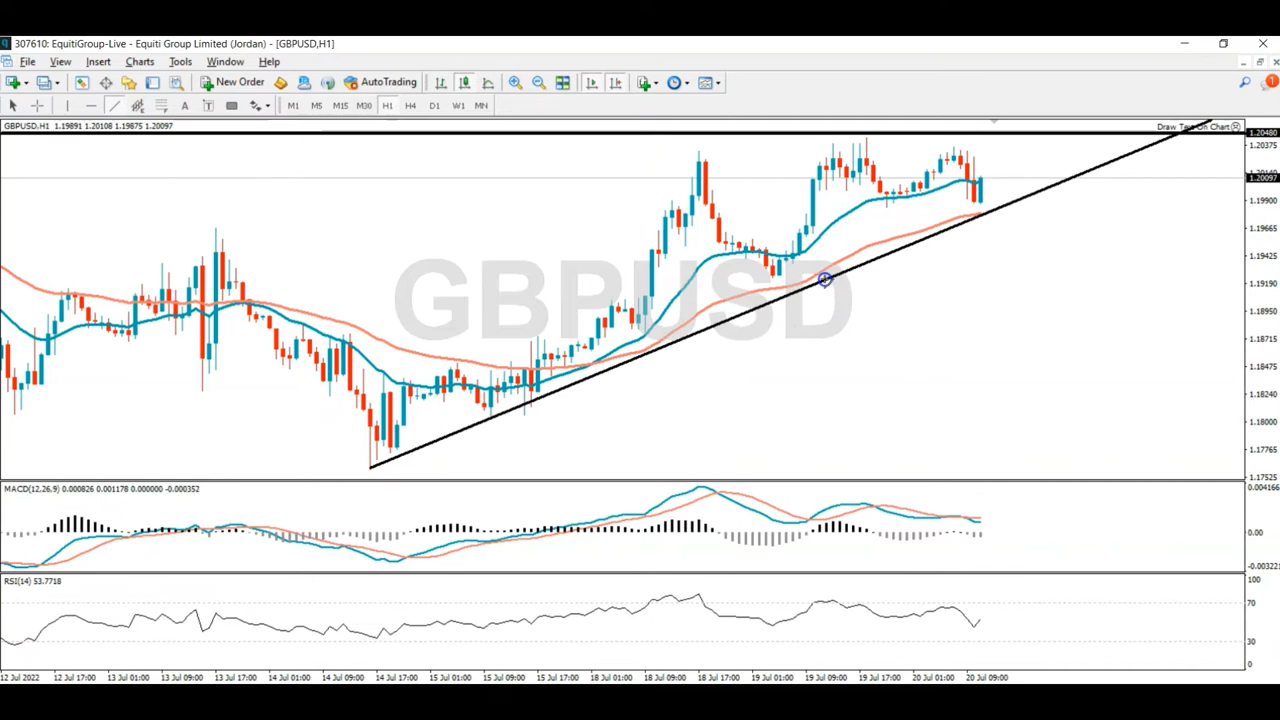 307610: EquitiGroup-Live - Equiti Group Limited (Jordan) - [GBPUSD,H1]
File View Insert Charts Tools Window Help
New Order AutoTrading
A T M1 M5 M15 M30 H1 H4 D1 W1 MN
GBPUSD,H1 1.19891 1.20108 1.19875 1.20097
Draw Text On Chart
1.20480
1.20375
1.20097
1.19900
1.19665
1.19425
1.19190
1.18950
1.18715
1.18475
1.18240
1.18000
1.17765
1.17525
GBPUSD
MACD(12,26,9) 0.000826 0.001178 0.000000 -0.000352
0.004166
0.00
-0.003221
RSI(14) 53.7718
100
70
30
0
12 Jul 2022 12 Jul 17:00 13 Jul 01:00 13 Jul 09:00 13 Jul 17:00 14 Jul 01:00 14 Jul 09:00 14 Jul 17:00 15 Jul 01:00 15 Jul 09:00 15 Jul 17:00 18 Jul 01:00 18 Jul 09:00 18 Jul 17:00 19 Jul 01:00 19 Jul 09:00 19 Jul 17:00 20 Jul 01:00 20 Jul 09:00